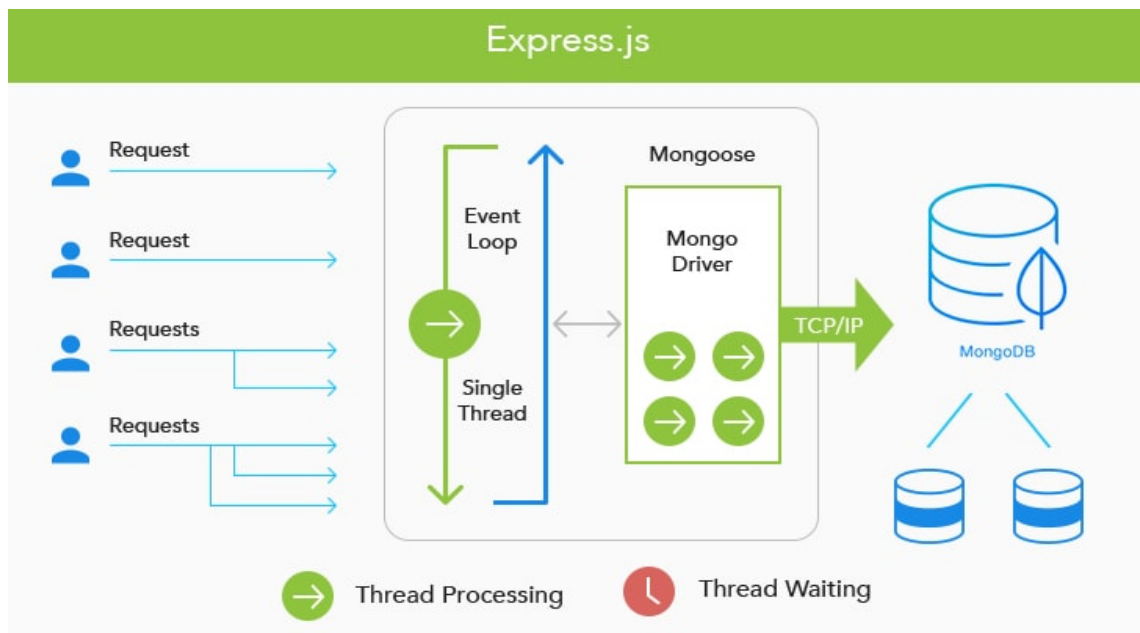 Express.js
Request
Request
Requests
Requests
Event
Loop
Single
Thread
Mongoose
Mongo
Driver
TCP/IP
MongoDB
Thread Processing
Thread Waiting